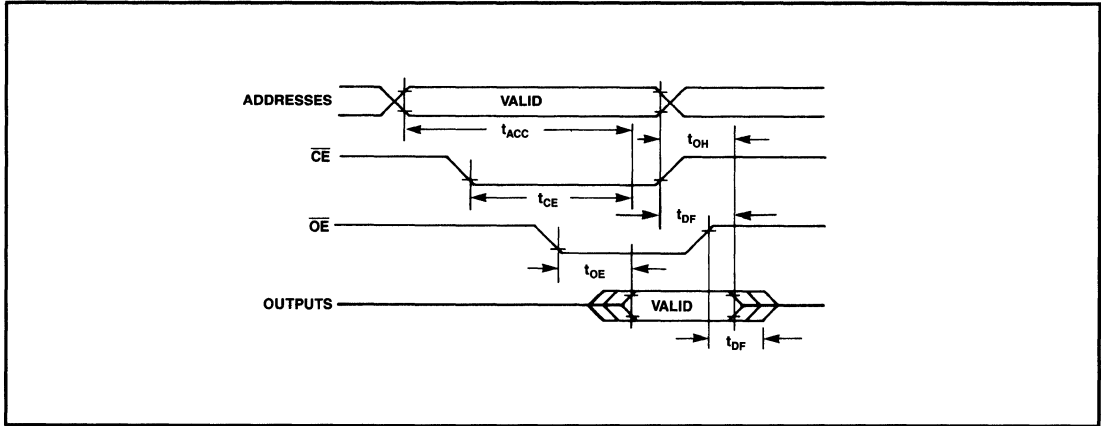 ADDRESSES
VALID
tACC
tOH
CE
tCE
tDF
OE
tOE
OUTPUTS
VALID
tDF